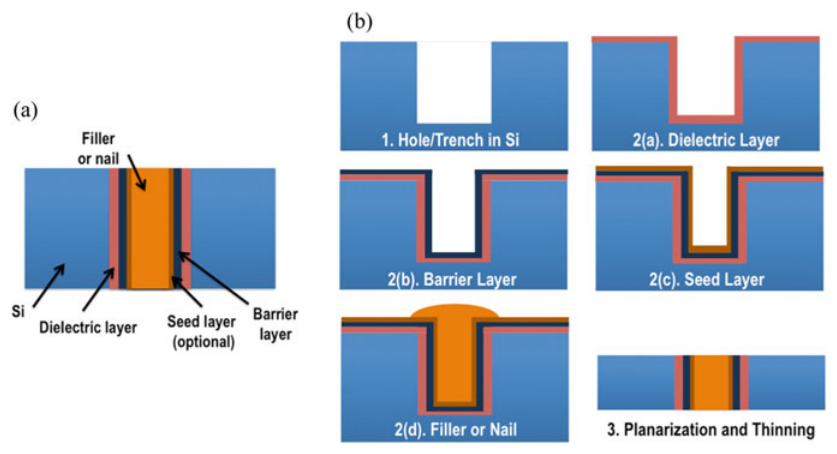 (a)
Filler
or nail
Si
Dielectric layer
Seed layer
(optional)
Barrier
layer
(b)
1. Hole/Trench in Si
2(a). Dielectric Layer
2(b). Barrier Layer
2(c). Seed Layer
2(d). Filler or Nail
3. Planarization and Thinning